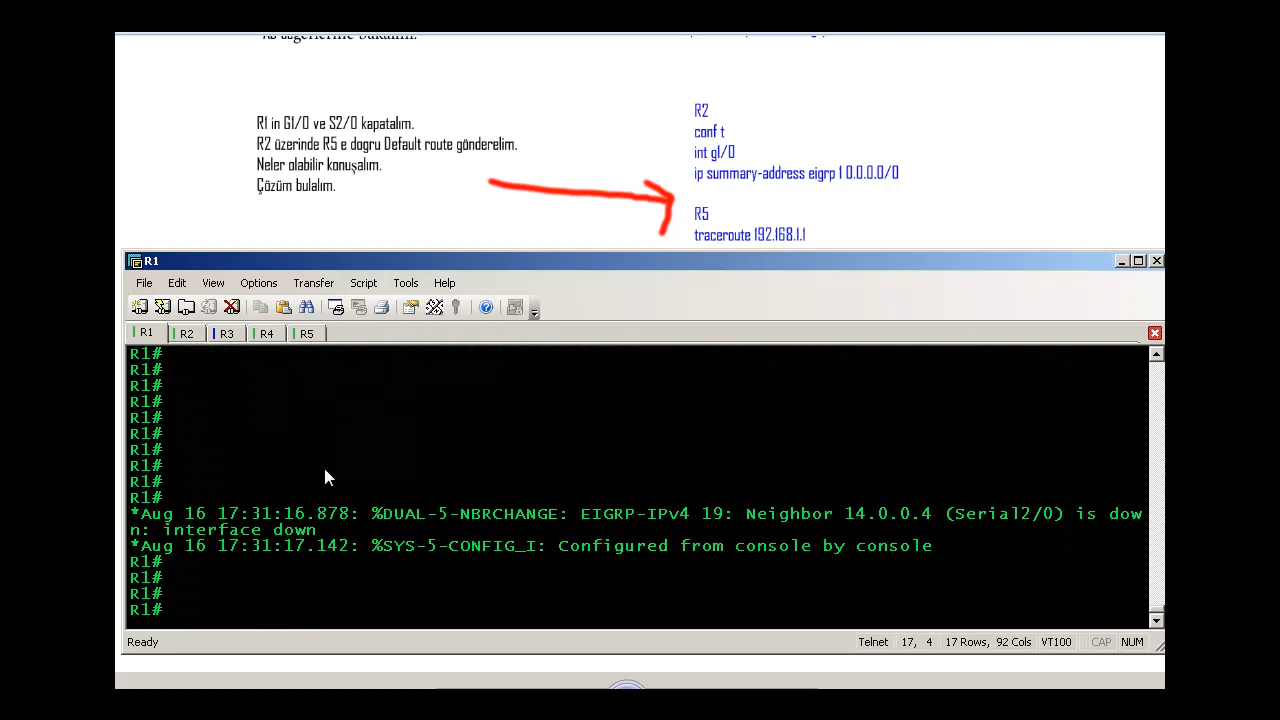 R1 in G1/0 ve S2/0 kapatalım.
R2 üzerinde R5 e dogru Default route gönderelim.
Neler olabilir konuşalım.
Çözüm bulalım.
R2
conf t
int g1/0
ip summary-address eigrp 1 0.0.0.0/0
R5
traceroute 192.168.1.1
R1
File Edit View Options Transfer Script Tools Help
R1 R2 R3 R4 R5
R1#
R1#
R1#
R1#
R1#
R1#
R1#
R1#
R1#
R1#
*Aug 16 17:31:16.878: %DUAL-5-NBRCHANGE: EIGRP-IPv4 19: Neighbor 14.0.0.4 (Serial2/0) is dow
n: interface down
*Aug 16 17:31:17.142: %SYS-5-CONFIG_I: Configured from console by console
R1#
R1#
R1#
R1#
Ready Telnet 17, 4 17 Rows, 92 Cols VT100 CAP NUM